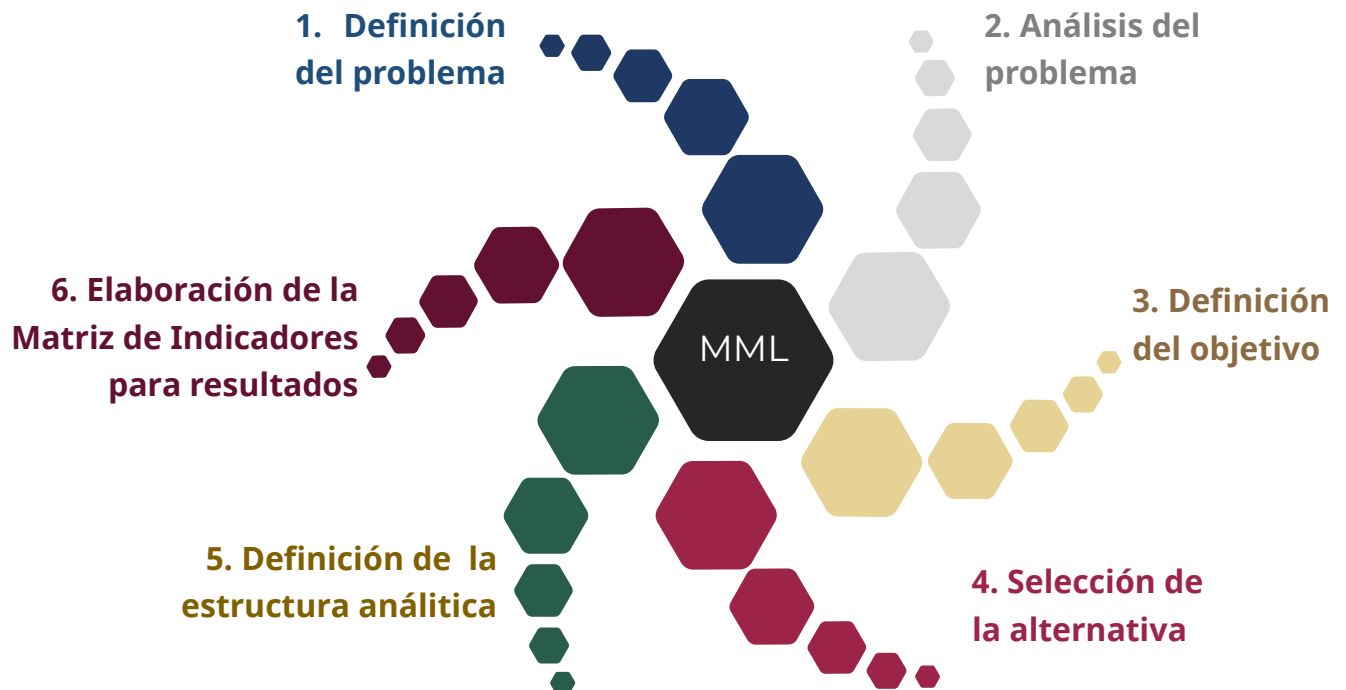 1. Definición
del problema
2. Análisis del
problema
3. Definición
del objetivo
4. Selección de
la alternativa
5. Definición de la
estructura análitica
6. Elaboración de la
Matriz de Indicadores
para resultados
MML